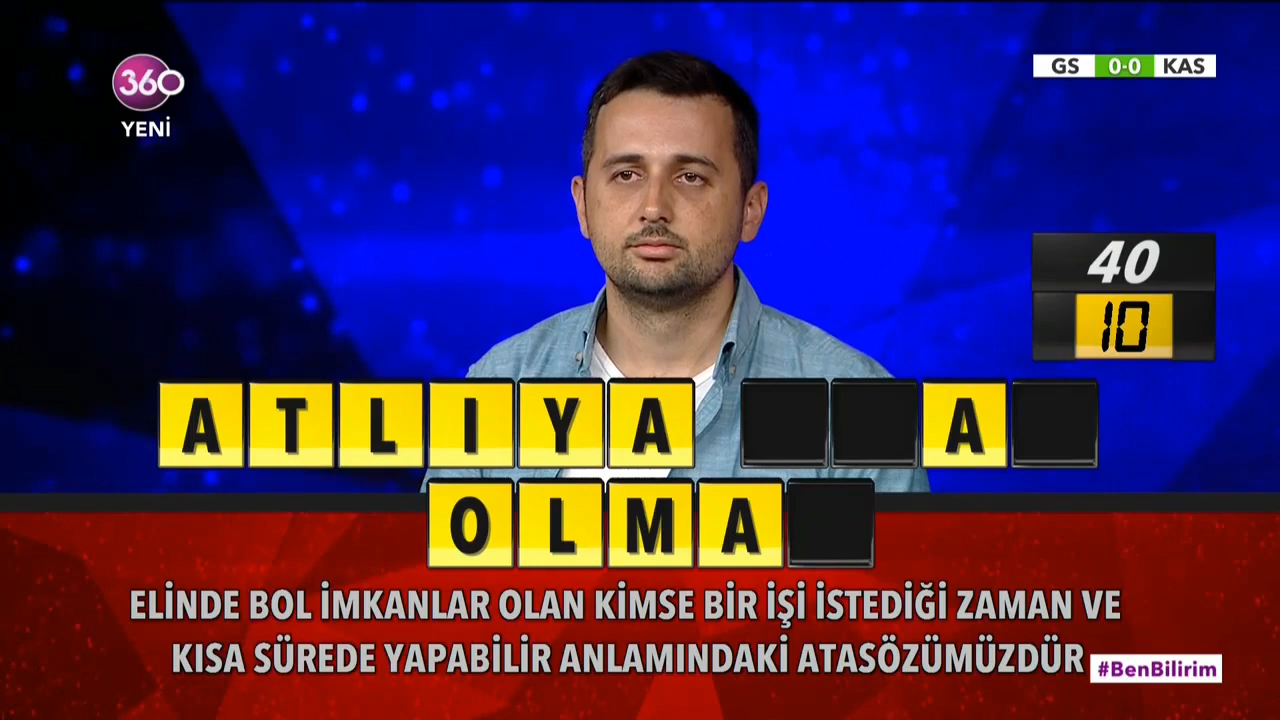 360
YENİ
GS 0-0 KAS
40
10
ATLIYA A
OLMA
ELİNDE BOL İMKANLAR OLAN KİMSE BİR İŞİ İSTEDİĞİ ZAMAN VE
KISA SÜREDE YAPABİLİR ANLAMINDAKİ ATASÖZÜMÜZDÜR
#BenBilirim